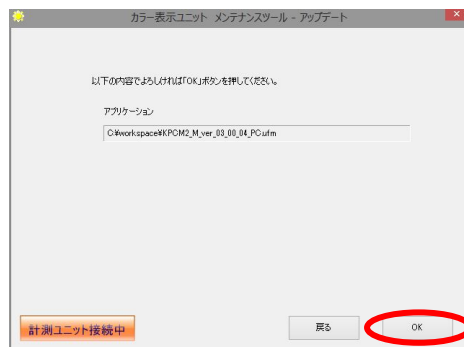 カラー表示ユニット メンテナンスツール - アップデート
以下の内容でよろしければ「OK」ボタンを押してください。
アプリケーション
C:¥workspace¥KPCM2_M_ver_03_00_04_PC.ufm
計測ユニット接続中
戻る
OK